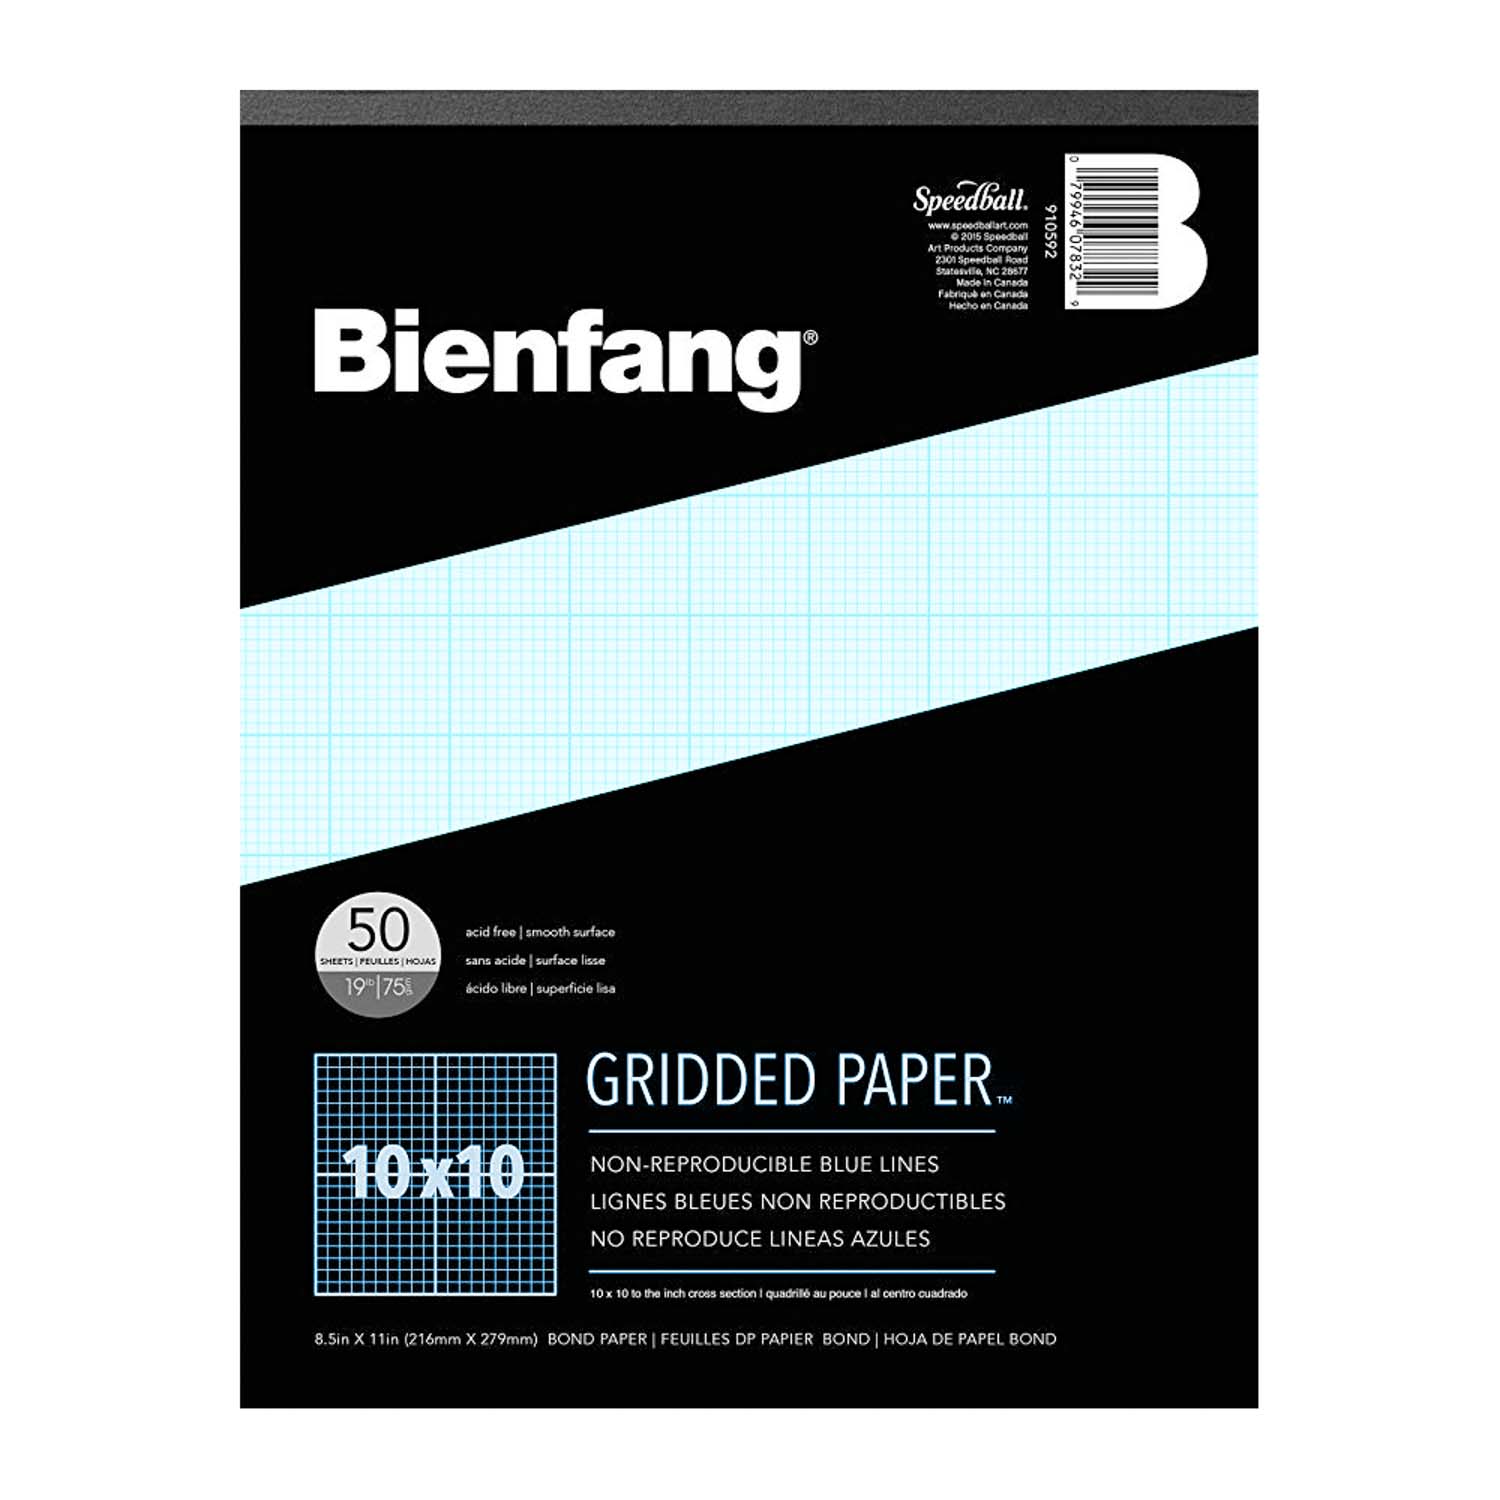 Speedball®
www.speedballart.com
© 2015 Speedball
Art Products Company
2301 Speedball Road
Statesville, NC 28677
Made in Canada
Fabriqué en Canada
Hecho en Canada
910592
0 79946 07832 9
Bienfang®
50
SHEETS | FEUILLES | HOJAS
19lb | 75gsm
acid free | smooth surface
sans acide | surface lisse
ácido libre | superficie lisa
10x10
GRIDDED PAPER™
NON-REPRODUCIBLE BLUE LINES
LIGNES BLEUES NON REPRODUCTIBLES
NO REPRODUCE LINEAS AZULES
10 x 10 to the inch cross section | quadrillé au pouce | al centro cuadrado
8.5in X 11in (216mm X 279mm) BOND PAPER | FEUILLES DP PAPIER BOND | HOJA DE PAPEL BOND